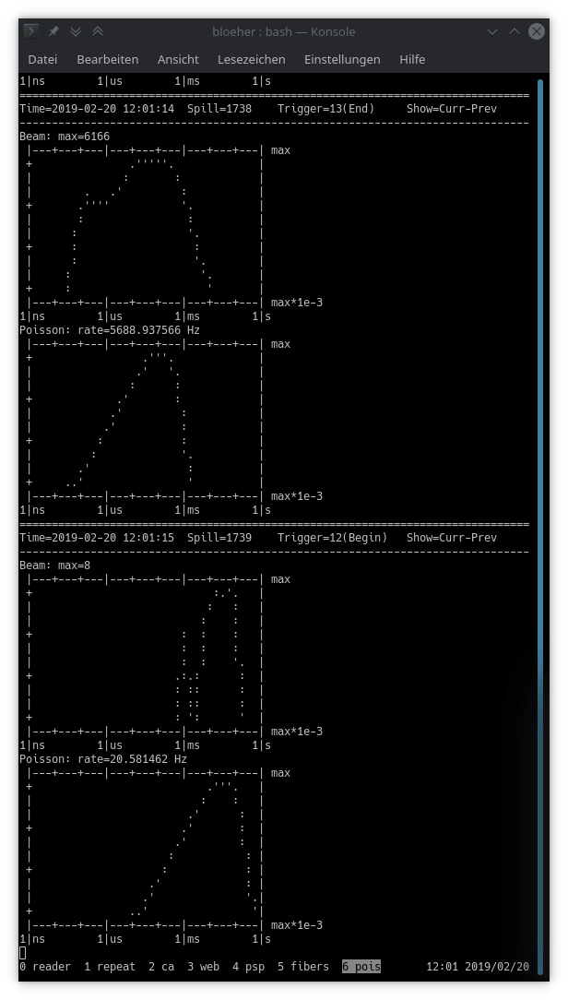 bloeher : bash — Konsole
Datei Bearbeiten Ansicht Lesezeichen Einstellungen Hilfe
1|ns        1|us        1|ms        1|s
===============================================================================
Time=2019-02-20 12:01:14  Spill=1738    Trigger=13(End)     Show=Curr-Prev
-------------------------------------------------------------------------------
Beam: max=6166
 |---+---+---|---+---+---|---+---+---| max
 |---+---+---|---+---+---|---+---+---| max*1e-3
1|ns        1|us        1|ms        1|s
Poisson: rate=5688.937566 Hz
 |---+---+---|---+---+---|---+---+---| max
 |---+---+---|---+---+---|---+---+---| max*1e-3
1|ns        1|us        1|ms        1|s
===============================================================================
Time=2019-02-20 12:01:15  Spill=1739    Trigger=12(Begin)   Show=Curr-Prev
-------------------------------------------------------------------------------
Beam: max=8
 |---+---+---|---+---+---|---+---+---| max
 |---+---+---|---+---+---|---+---+---| max*1e-3
1|ns        1|us        1|ms        1|s
Poisson: rate=20.581462 Hz
 |---+---+---|---+---+---|---+---+---| max
 |---+---+---|---+---+---|---+---+---| max*1e-3
1|ns        1|us        1|ms        1|s
0 reader  1 repeat  2 ca  3 web  4 psp  5 fibers  6 pois       12:01 2019/02/20